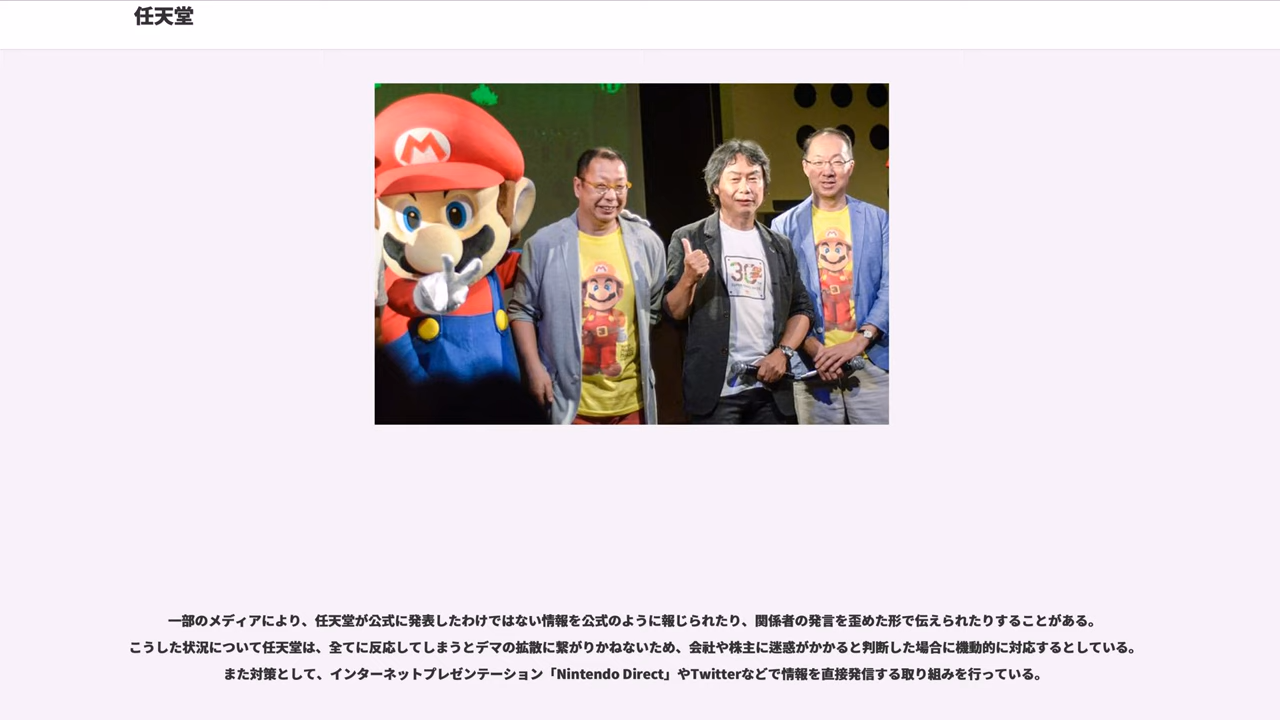 任天堂
M
30
一部のメディアにより、任天堂が公式に発表したわけではない情報を公式のように報じられたり、関係者の発言を歪めた形で伝えられたりすることがある。
こうした状況について任天堂は、全てに反応してしまうとデマの拡散に繋がりかねないため、会社や株主に迷惑がかかると判断した場合に機動的に対応するとしている。
また対策として、インターネットプレゼンテーション「Nintendo Direct」やTwitterなどで情報を直接発信する取り組みを行っている。